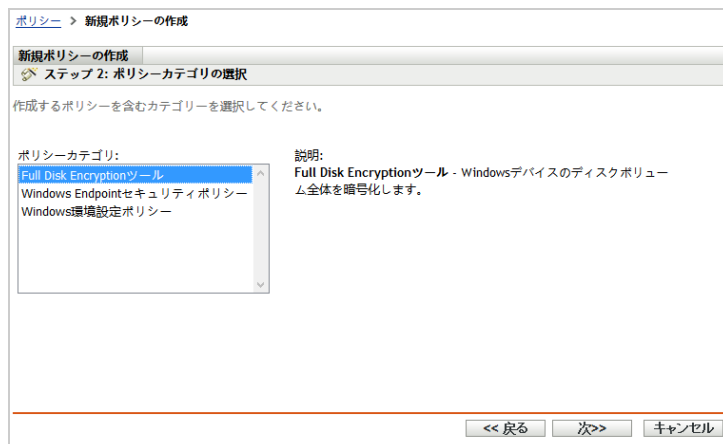 ポリシー > 新規ポリシーの作成
新規ポリシーの作成
ステップ 2: ポリシーカテゴリの選択
作成するポリシーを含むカテゴリーを選択してください。
ポリシーカテゴリ:
Full Disk Encryptionツール
Windows Endpointセキュリティポリシー
Windows環境設定ポリシー
説明:
Full Disk Encryptionツール - Windowsデバイスのディスクボリュー
ム全体を暗号化します。
<< 戻る 次>> キャンセル